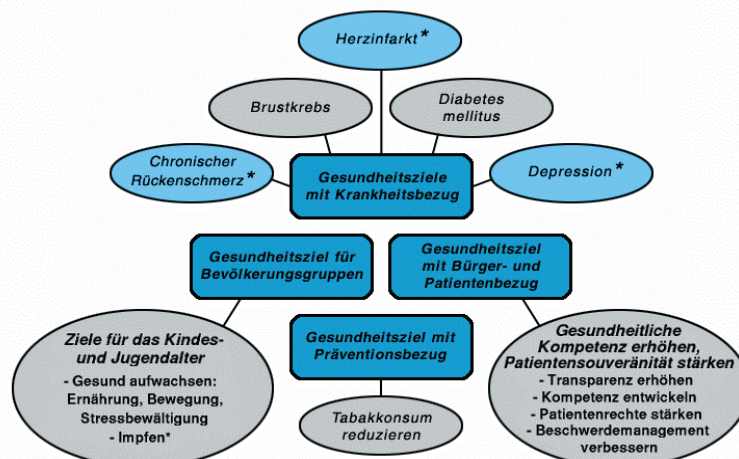 Herzinfarkt*
Brustkrebs
Diabetes
mellitus
Chronischer
Rückenschmerz*
Gesundheitsziele
mit Krankheitsbezug
Depression*
Gesundheitsziel für
Bevölkerungsgruppen
Gesundheitsziel
mit Bürger- und
Patientenbezug
Ziele für das Kindes-
und Jugendalter
- Gesund aufwachsen:
Ernährung, Bewegung,
Stressbewältigung
- Impfen*
Gesundheitsziel mit
Präventionsbezug
Tabakkonsum
reduzieren
Gesundheitliche
Kompetenz erhöhen,
Patientensouveränität stärken
- Transparenz erhöhen
- Kompetenz entwickeln
- Patientenrechte stärken
- Beschwerdemanagement
verbessern